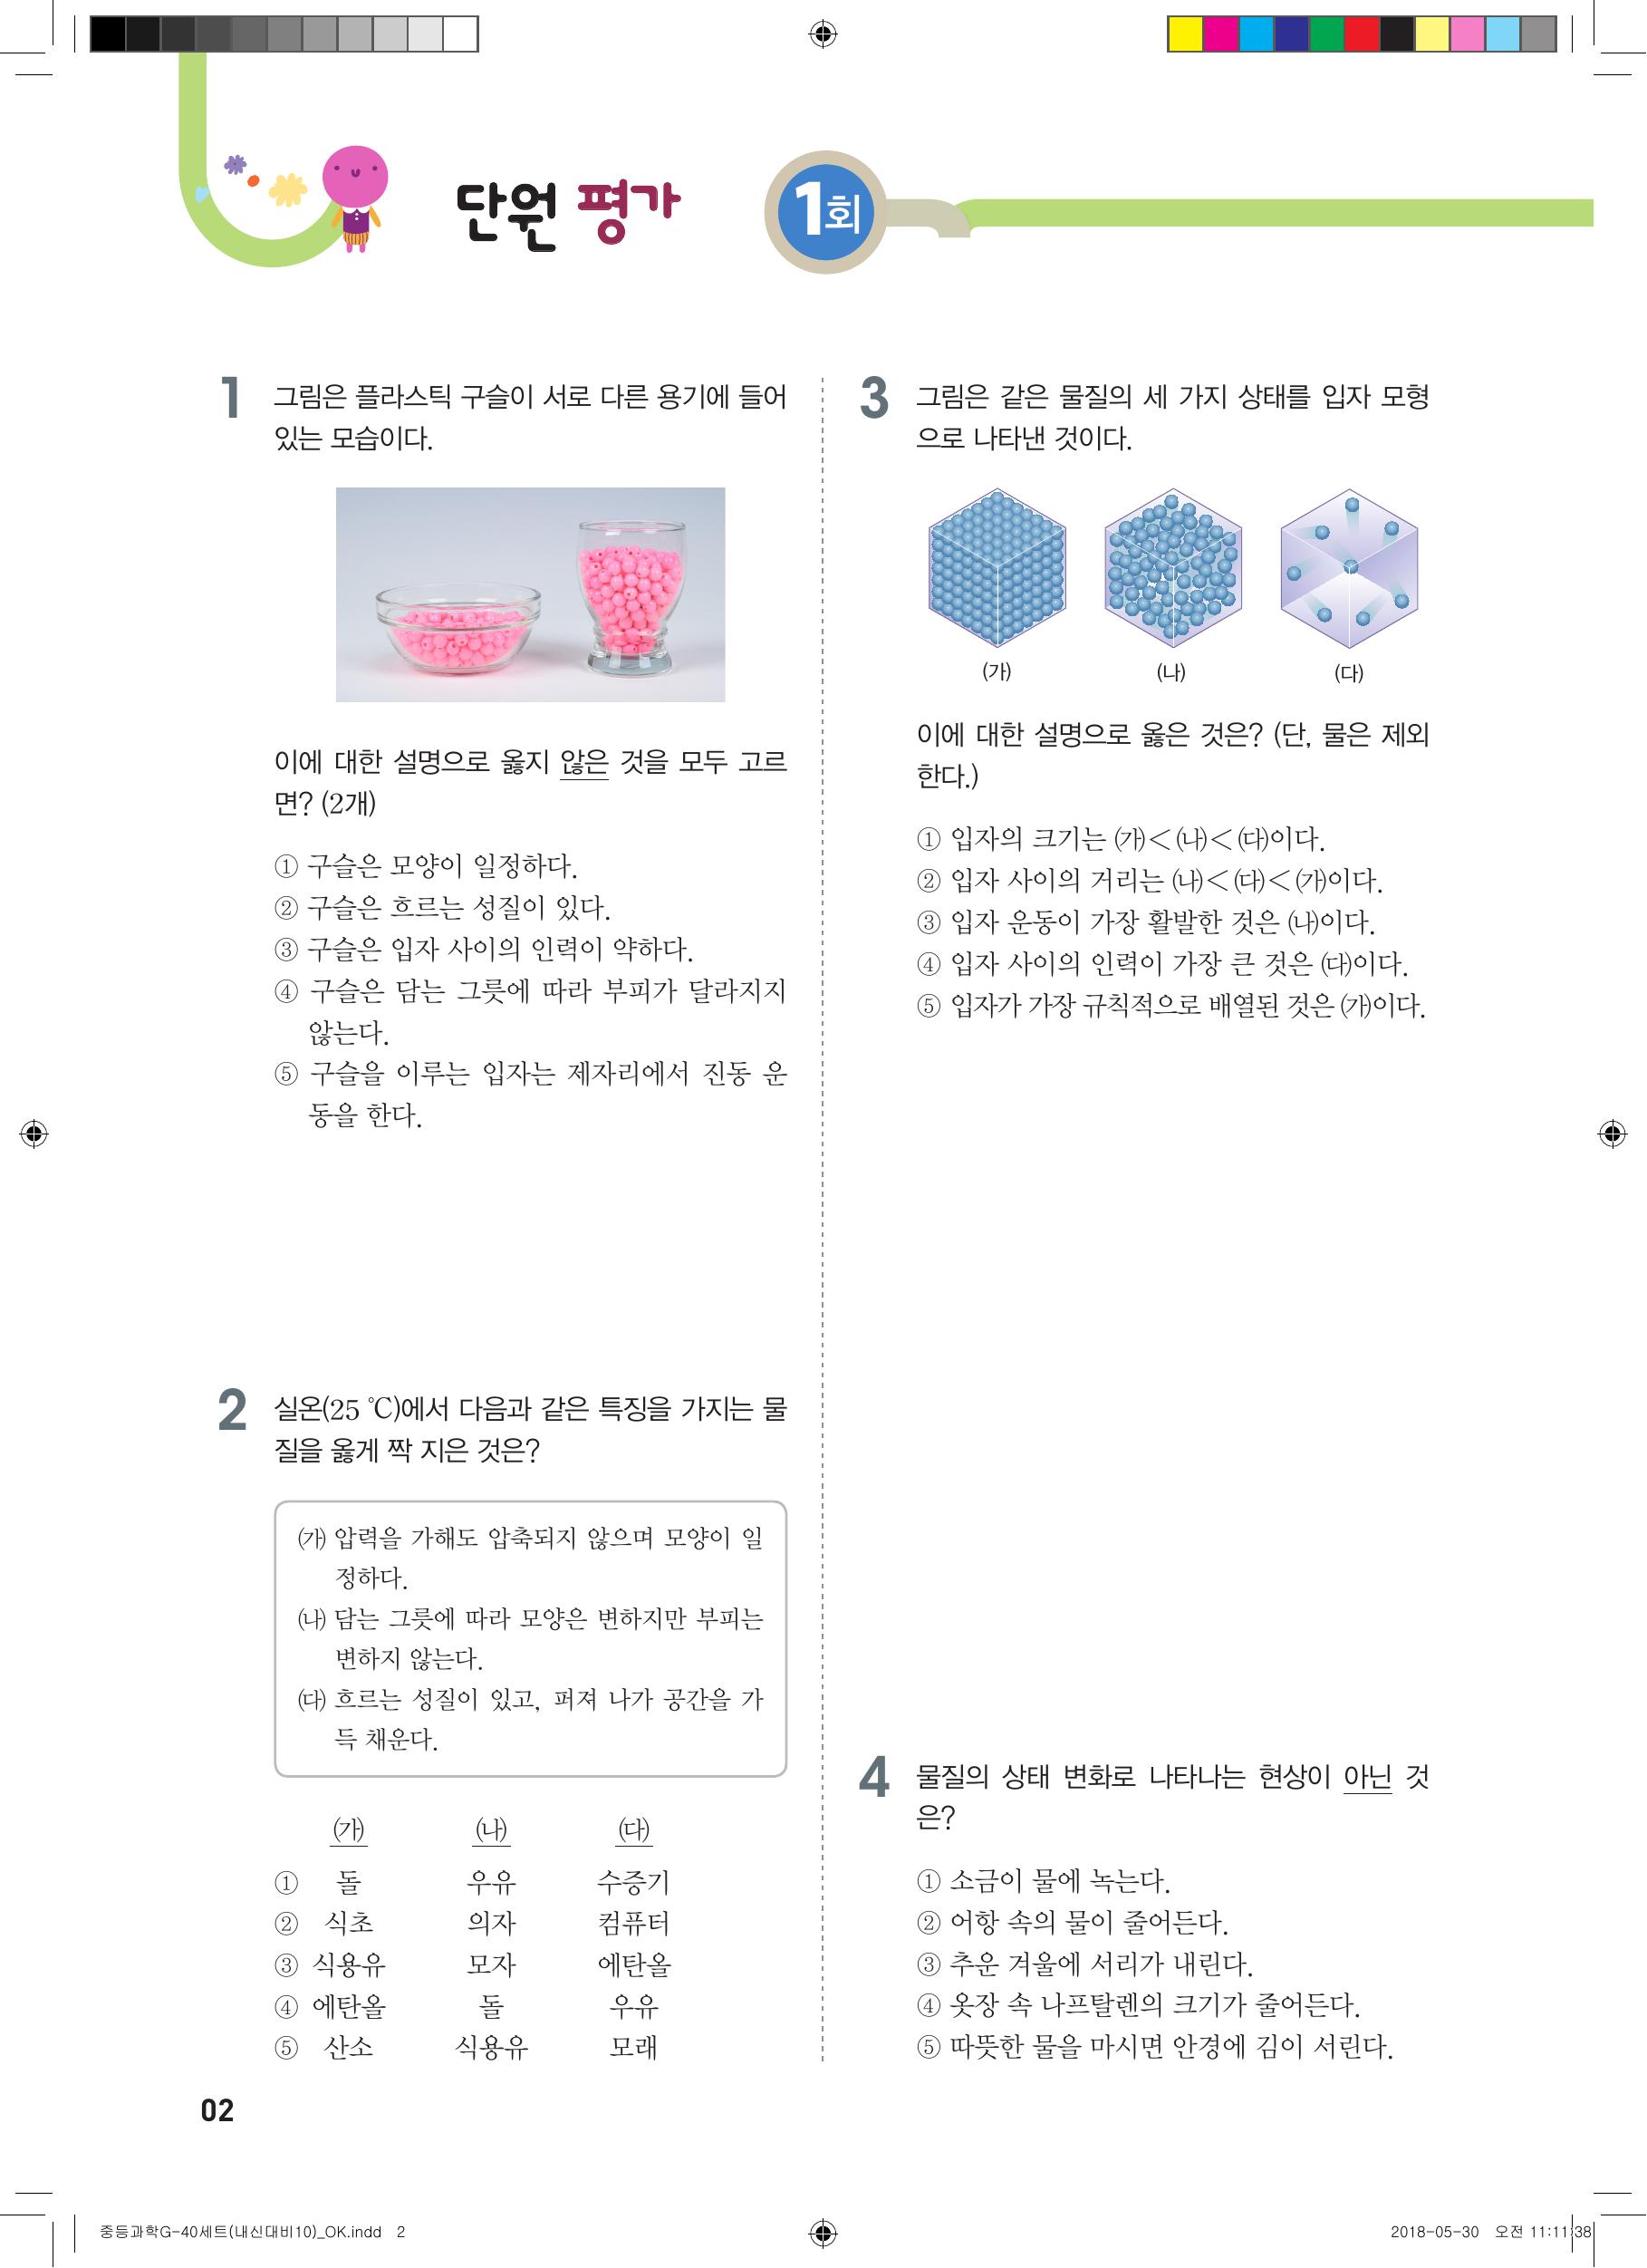 단원 평가
1회
1 그림은 플라스틱 구슬이 서로 다른 용기에 들어
있는 모습이다.
이에 대한 설명으로 옳지 않은 것을 모두 고르
면? (2개)
① 구슬은 모양이 일정하다.
② 구슬은 흐르는 성질이 있다.
③ 구슬은 입자 사이의 인력이 약하다.
④ 구슬은 담는 그릇에 따라 부피가 달라지지
않는다.
⑤ 구슬을 이루는 입자는 제자리에서 진동 운
동을 한다.
2 실온(25 ℃)에서 다음과 같은 특징을 가지는 물
질을 옳게 짝 지은 것은?
(가) 압력을 가해도 압축되지 않으며 모양이 일
정하다.
(나) 담는 그릇에 따라 모양은 변하지만 부피는
변하지 않는다.
(다) 흐르는 성질이 있고, 퍼져 나가 공간을 가
득 채운다.
(가) (나) (다)
① 돌 우유 수증기
② 식초 의자 컴퓨터
③ 식용유 모자 에탄올
④ 에탄올 돌 우유
⑤ 산소 식용유 모래
3 그림은 같은 물질의 세 가지 상태를 입자 모형
으로 나타낸 것이다.
(가) (나) (다)
이에 대한 설명으로 옳은 것은? (단, 물은 제외
한다.)
① 입자의 크기는 (가)<(나)<(다)이다.
② 입자 사이의 거리는 (나)<(다)<(가)이다.
③ 입자 운동이 가장 활발한 것은 (나)이다.
④ 입자 사이의 인력이 가장 큰 것은 (다)이다.
⑤ 입자가 가장 규칙적으로 배열된 것은 (가)이다.
4 물질의 상태 변화로 나타나는 현상이 아닌 것
은?
① 소금이 물에 녹는다.
② 어항 속의 물이 줄어든다.
③ 추운 겨울에 서리가 내린다.
④ 옷장 속 나프탈렌의 크기가 줄어든다.
⑤ 따뜻한 물을 마시면 안경에 김이 서린다.
02
중등과학G-40세트(내신대비10)_OK.indd 2
2018-05-30 오전 11:11:38